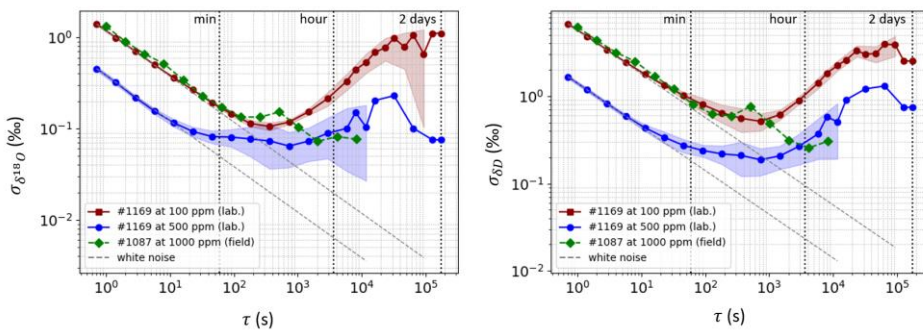 min hour 2 days
10⁰
10⁻¹
10⁻²
σδ¹⁸O (‰)
#1169 at 100 ppm (lab.)
#1169 at 500 ppm (lab.)
#1087 at 1000 ppm (field)
white noise
10⁰ 10¹ 10² 10³ 10⁴ 10⁵
τ (s)
min hour 2 days
10¹
10⁰
10⁻¹
10⁻²
σδD (‰)
#1169 at 100 ppm (lab.)
#1169 at 500 ppm (lab.)
#1087 at 1000 ppm (field)
white noise
10⁰ 10¹ 10² 10³ 10⁴ 10⁵
τ (s)